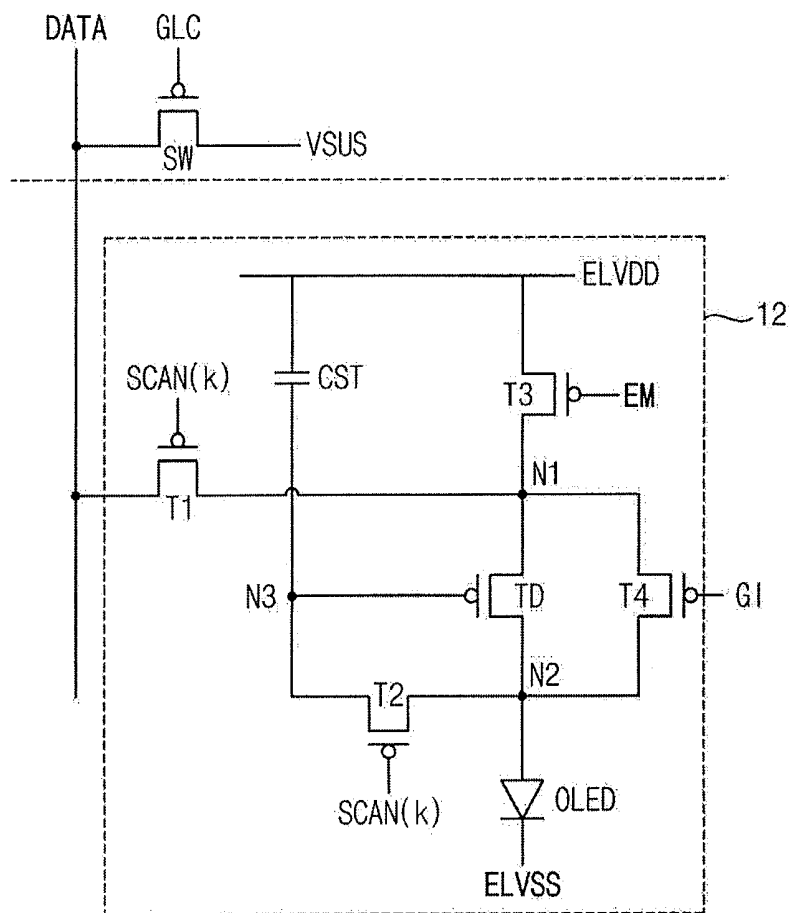 DATA
GLC
SW
VSUS
ELVDD
12
SCAN(k)
CST
T3
EM
T1
N1
N3
TD
T4
GI
T2
N2
SCAN(k)
OLED
ELVSS